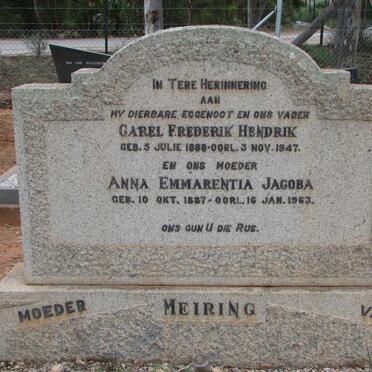 IN TERE HERINNERING
AAN
MY DIERBARE EGGENOOT EN ONS VADER
CAREL FREDERIK HENDRIK
GEB. 5 JULIE 1888-OORL. 3 NOV. 1947.
EN ONS MOEDER
ANNA EMMARENTIA JACOBA
GEB. 10 OKT. 1887-OORL. 16 JAN. 1963.
ONS GUN U DIE RUS.
MOEDER MEIRING